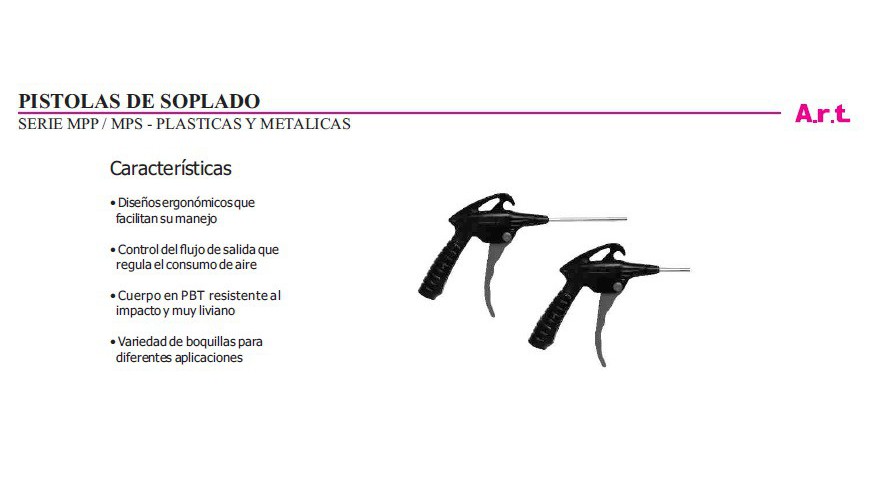 PISTOLAS DE SOPLADO
A.r.t.
SERIE MPP / MPS - PLASTICAS Y METALICAS
Características
• Diseños ergonómicos que
facilitan su manejo
• Control del flujo de salida que
regula el consumo de aire
• Cuerpo en PBT resistente al
impacto y muy liviano
• Variedad de boquillas para
diferentes aplicaciones